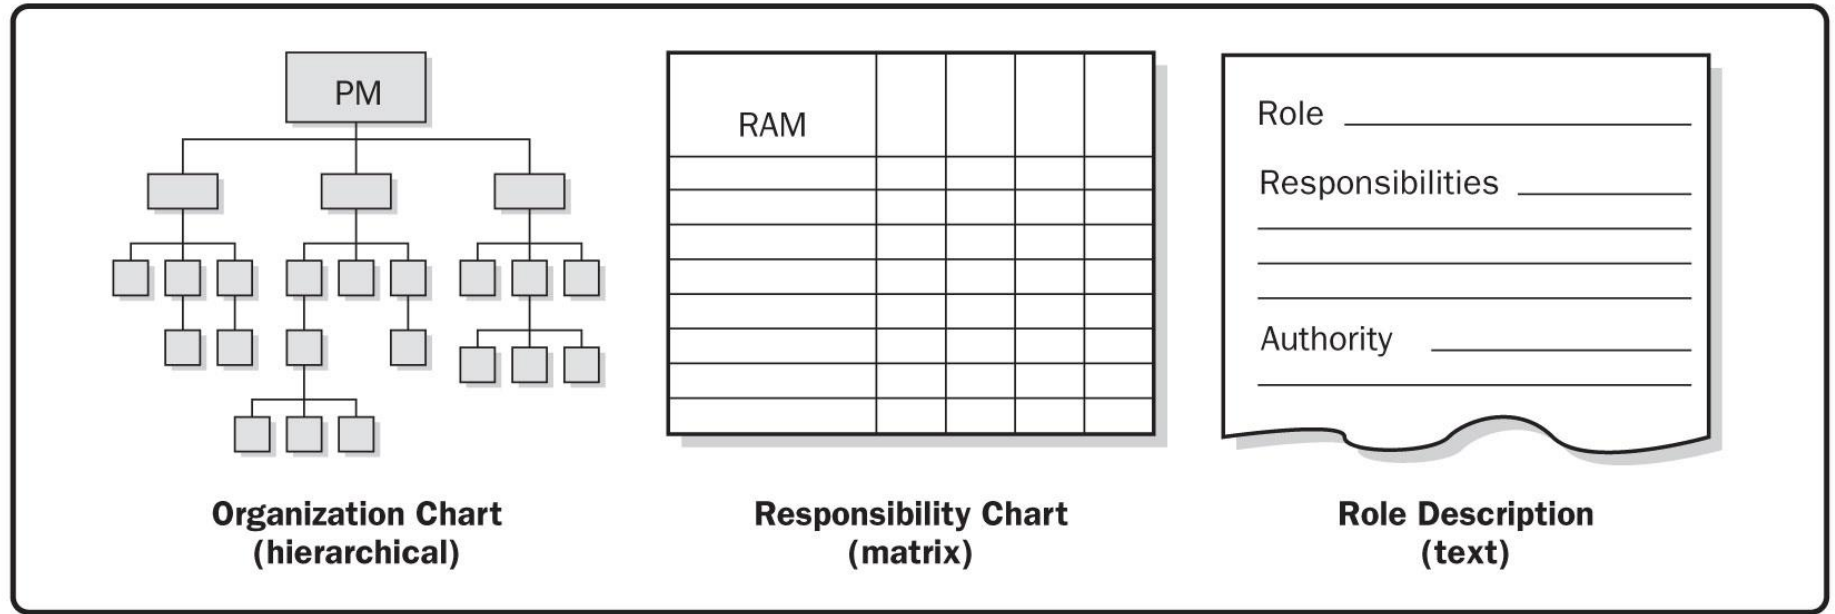 PM
RAM
Role
Responsibilities
Authority
Organization Chart
(hierarchical)
Responsibility Chart
(matrix)
Role Description
(text)